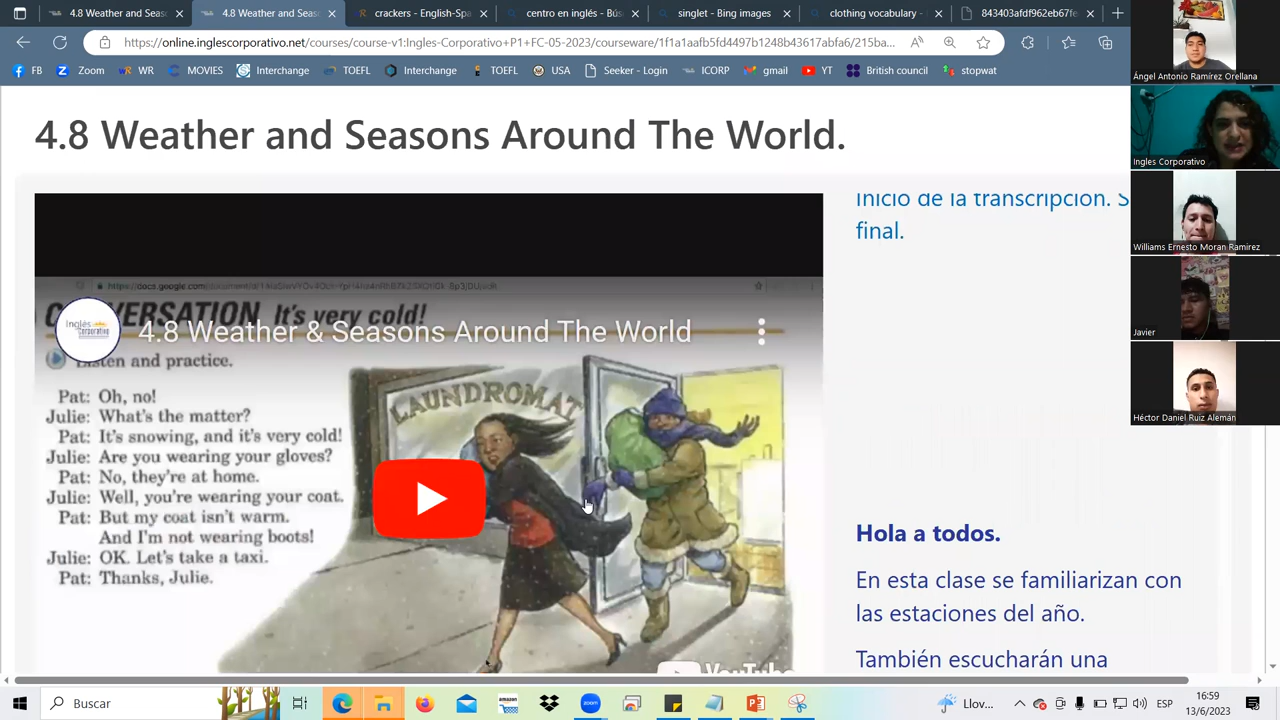 4.8 Weather and Seas
4.8 Weather and Seas
crackers - English-Spa
centro en inglés - Bús
singlet - Bing images
clothing vocabulary -
843403afdf962eb67fe
https://online.inglescorporativo.net/courses/course-v1:Ingles-Corporativo+P1+FC-05-2023/courseware/1f1a1aafb5fd4497b1248b43617abfa6/215ba...
FB
Zoom
WR
MOVIES
Interchange
TOEFL
Interchange
TOEFL
USA
Seeker - Login
ICORP
gmail
YT
British council
stopwat
4.8 Weather and Seasons Around The World.
Inicio de la transcripción. S
final.
CONVERSATION It's very cold!
Inglés
Corporativo
4.8 Weather & Seasons Around The World
Listen and practice.
Pat: Oh, no!
Julie: What's the matter?
Pat: It's snowing, and it's very cold!
Julie: Are you wearing your gloves?
Pat: No, they're at home.
Julie: Well, you're wearing your coat.
Pat: But my coat isn't warm.
And I'm not wearing boots!
Julie: OK. Let's take a taxi.
Pat: Thanks, Julie.
LAUNDROMAT
YouTube
Hola a todos.
En esta clase se familiarizan con
las estaciones del año.
También escucharán una
Ángel Antonio Ramírez Orellana
Ingles Corporativo
Williams Ernesto Moran Ramirez
Javier
Héctor Daniel Ruiz Alemán
Buscar
amazon
zoom
Llov...
ESP
16:59
13/6/2023